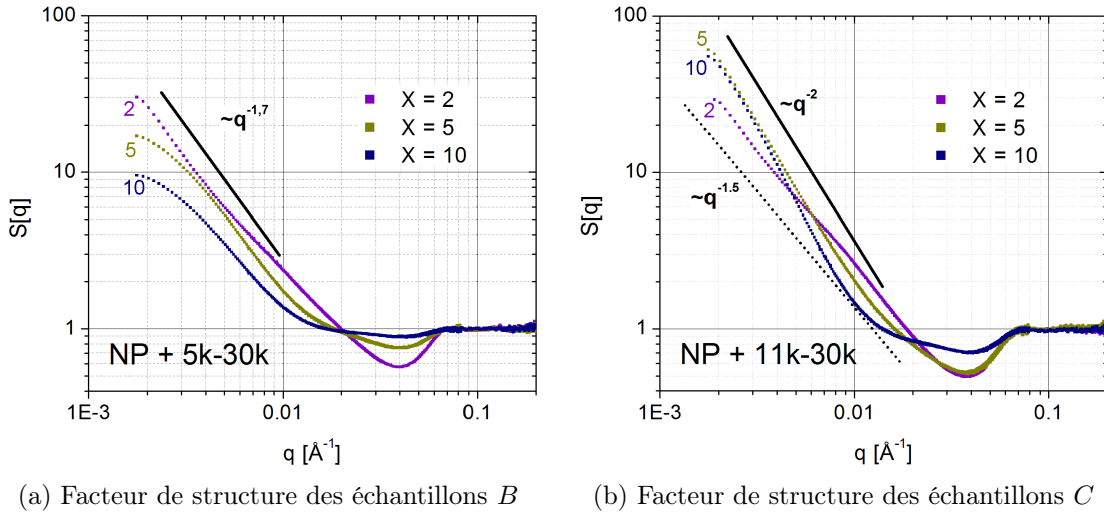 100
10
1
S[q]
2
5
10
~q-1,7
X = 2
X = 5
X = 10
NP + 5k-30k
1E-3
0.01
0.1
q [Å-1]
(a) Facteur de structure des échantillons B
100
10
1
S[q]
5
10
2
~q-2
~q-1.5
X = 2
X = 5
X = 10
NP + 11k-30k
1E-3
0.01
0.1
q [Å-1]
(b) Facteur de structure des échantillons C